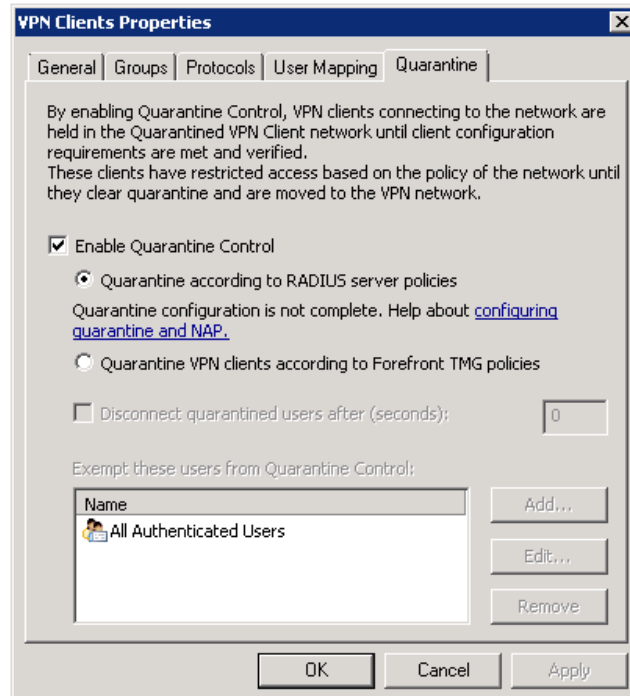 VPN Clients Properties
General Groups Protocols User Mapping Quarantine
By enabling Quarantine Control, VPN clients connecting to the network are
held in the Quarantined VPN Client network until client configuration
requirements are met and verified.
These clients have restricted access based on the policy of the network until
they clear quarantine and are moved to the VPN network.
Enable Quarantine Control
Quarantine according to RADIUS server policies
Quarantine configuration is not complete. Help about configuring
quarantine and NAP.
Quarantine VPN clients according to Forefront TMG policies
Disconnect quarantined users after (seconds): 0
Exempt these users from Quarantine Control:
Name
All Authenticated Users
Add...
Edit...
Remove
OK Cancel Apply